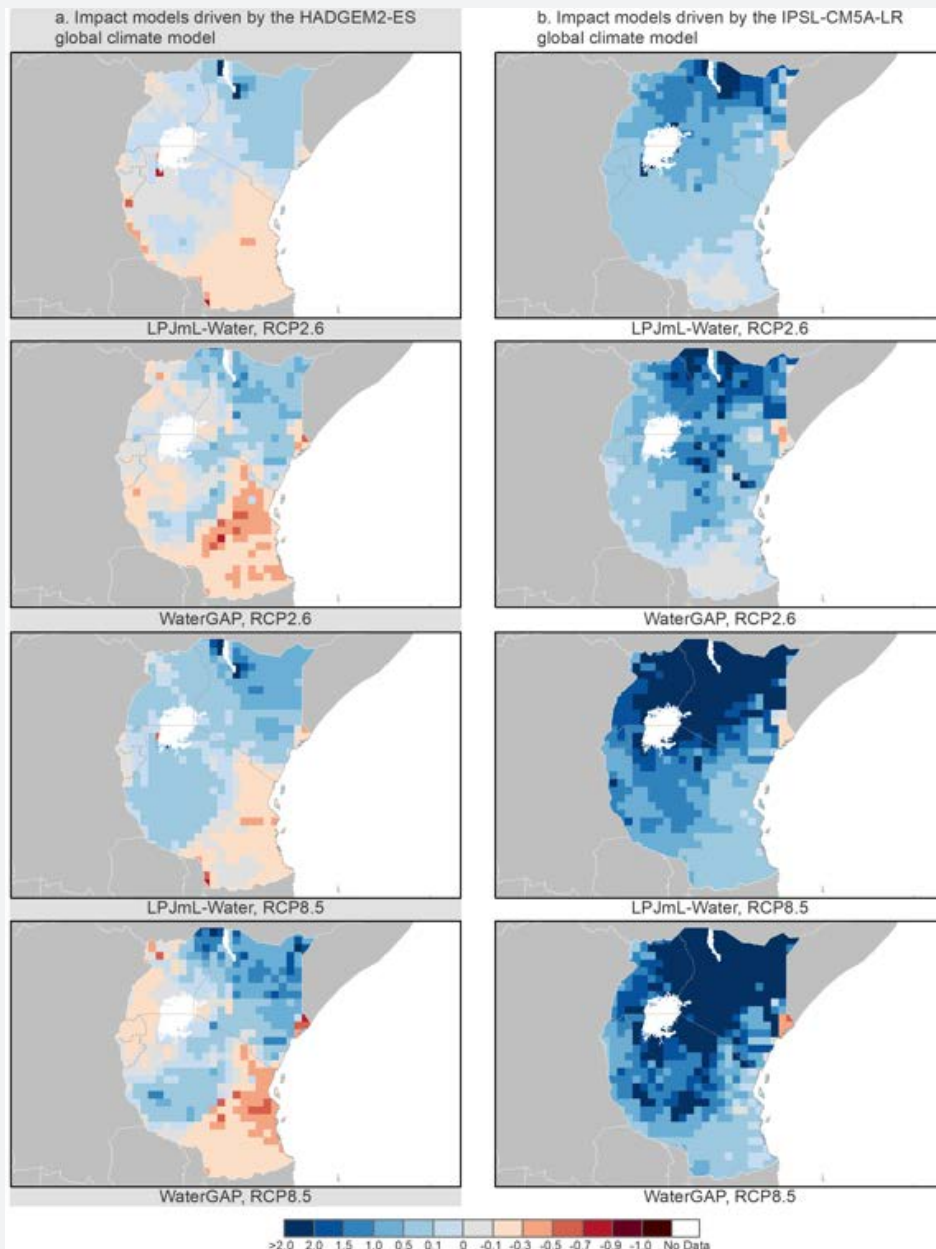 a. Impact models driven by the HADGEM2-ES
global climate model
b. Impact models driven by the IPSL-CM5A-LR
global climate model
LPJmL-Water, RCP2.6
LPJmL-Water, RCP2.6
WaterGAP, RCP2.6
WaterGAP, RCP2.6
LPJmL-Water, RCP8.5
LPJmL-Water, RCP8.5
WaterGAP, RCP8.5
WaterGAP, RCP8.5
>2.0 2.0 1.5 1.0 0.5 0.1 0 -0.1 -0.3 -0.5 -0.7 -0.9 -1.0 No Data